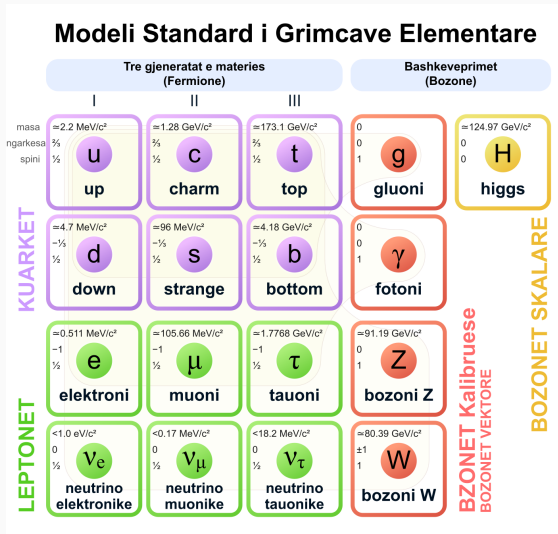 Modeli Standard i Grimcave Elementare
Tre gjeneratat e materies
(Fermione)
Bashkeveprimet
(Bozone)
I II III
masa
ngarkesa
spini
≃2.2 MeV/c²
⅔
½
u
up
≃1.28 GeV/c²
⅔
½
c
charm
≃173.1 GeV/c²
⅔
½
t
top
0
0
1
g
gluoni
≃124.97 GeV/c²
0
0
H
higgs
≃4.7 MeV/c²
−⅓
½
d
down
≃96 MeV/c²
−⅓
½
s
strange
≃4.18 GeV/c²
−⅓
½
b
bottom
0
0
1
γ
fotoni
≃0.511 MeV/c²
−1
½
e
elektroni
≃105.66 MeV/c²
−1
½
μ
muoni
≃1.7768 GeV/c²
−1
½
τ
tauoni
≃91.19 GeV/c²
0
1
Z
bozoni Z
<1.0 eV/c²
0
½
νe
neutrino
elektronike
<0.17 MeV/c²
0
½
νμ
neutrino
muonike
<18.2 MeV/c²
0
½
ντ
neutrino
tauonike
≃80.39 GeV/c²
±1
1
W
bozoni W
KUARKET
LEPTONET
BZONET Kalibruese
BOZONET VEKTORE
BOZONET SKALARE